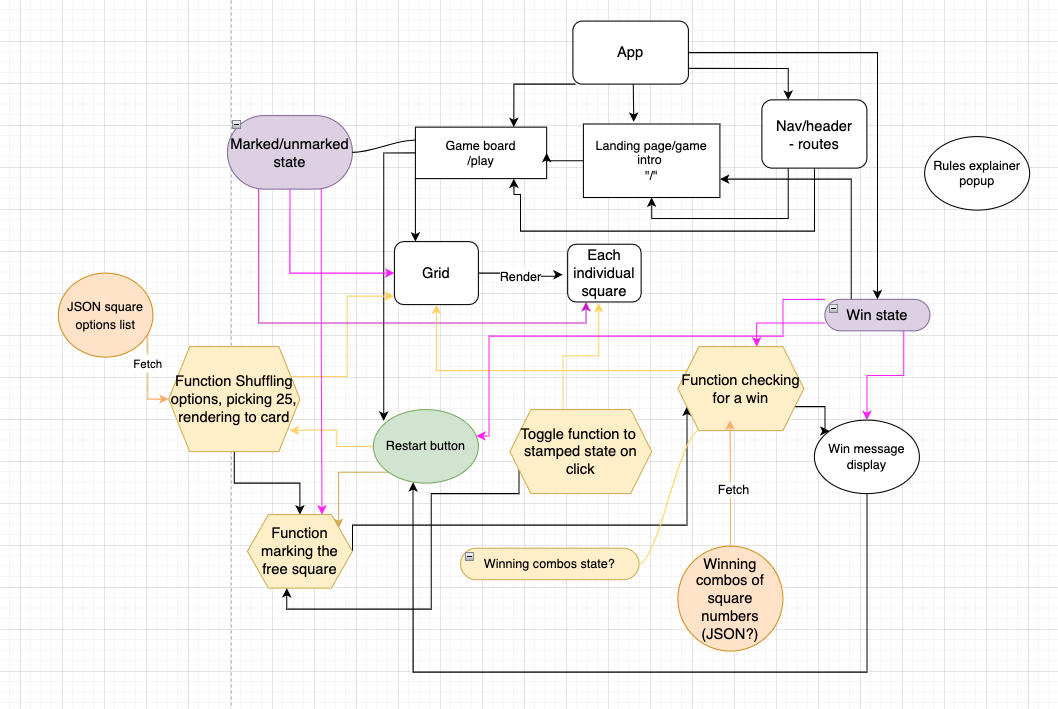 App
Nav/header
- routes
Marked/unmarked
state
Game board
/play
Landing page/game
intro
"/"
Rules explainer
popup
Grid
Render
Each
individual
square
JSON square
options list
Win state
Fetch
Function Shuffling
options, picking 25,
rendering to card
Function checking
for a win
Restart button
Toggle function to
stamped state on
click
Win message
display
Fetch
Function
marking the
free square
Winning combos state?
Winning
combos of
square
numbers
(JSON?)